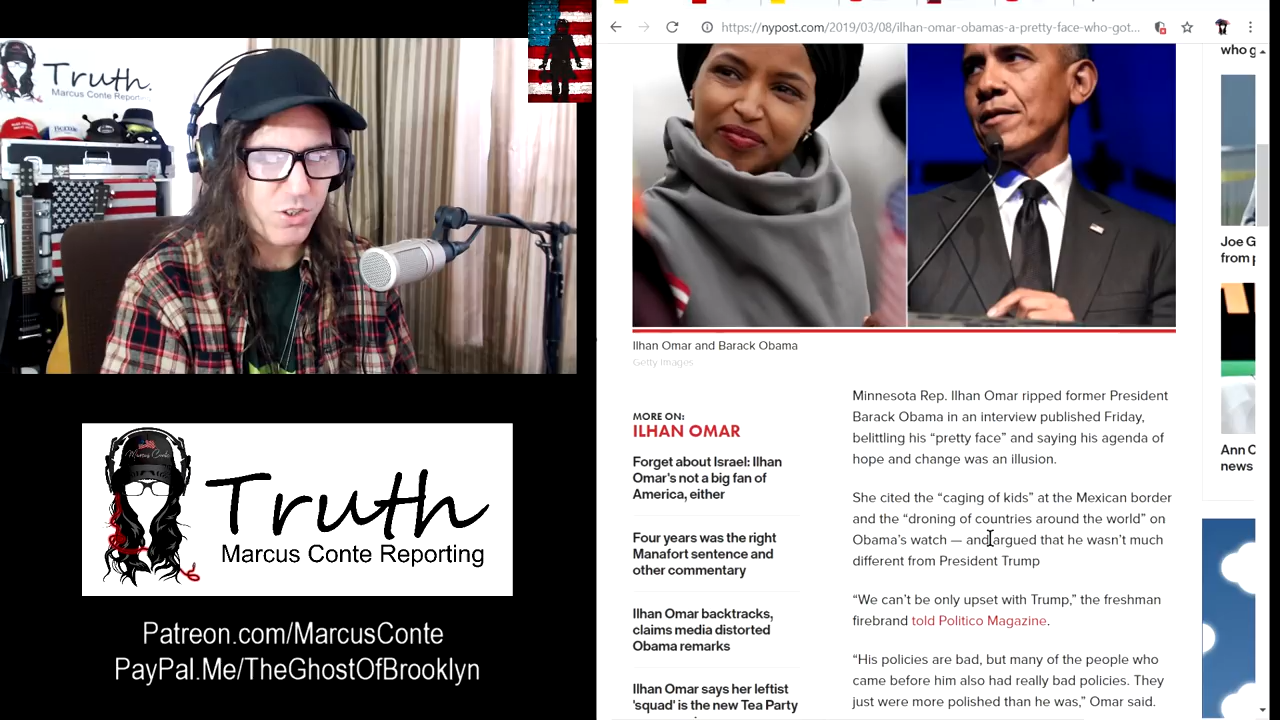 Truth.
Marcus Conte Reporting
Marcus Conte
Truth
Marcus Conte Reporting
Patreon.com/MarcusConte
PayPal.Me/TheGhostOfBrooklyn
https://nypost.com/2019/03/08/ilhan-omar-obamas-a-pretty-face-who-got...
Ilhan Omar and Barack Obama
Getty Images
MORE ON:
ILHAN OMAR
Forget about Israel: Ilhan
Omar's not a big fan of
America, either
Four years was the right
Manafort sentence and
other commentary
Ilhan Omar backtracks,
claims media distorted
Obama remarks
Ilhan Omar says her leftist
'squad' is the new Tea Party
Minnesota Rep. Ilhan Omar ripped former President
Barack Obama in an interview published Friday,
belittling his “pretty face” and saying his agenda of
hope and change was an illusion.
She cited the “caging of kids” at the Mexican border
and the “droning of countries around the world” on
Obama’s watch — and argued that he wasn’t much
different from President Trump
“We can’t be only upset with Trump,” the freshman
firebrand told Politico Magazine.
“His policies are bad, but many of the people who
came before him also had really bad policies. They
just were more polished than he was,” Omar said.
who g
Joe G
from p
Ann C
news